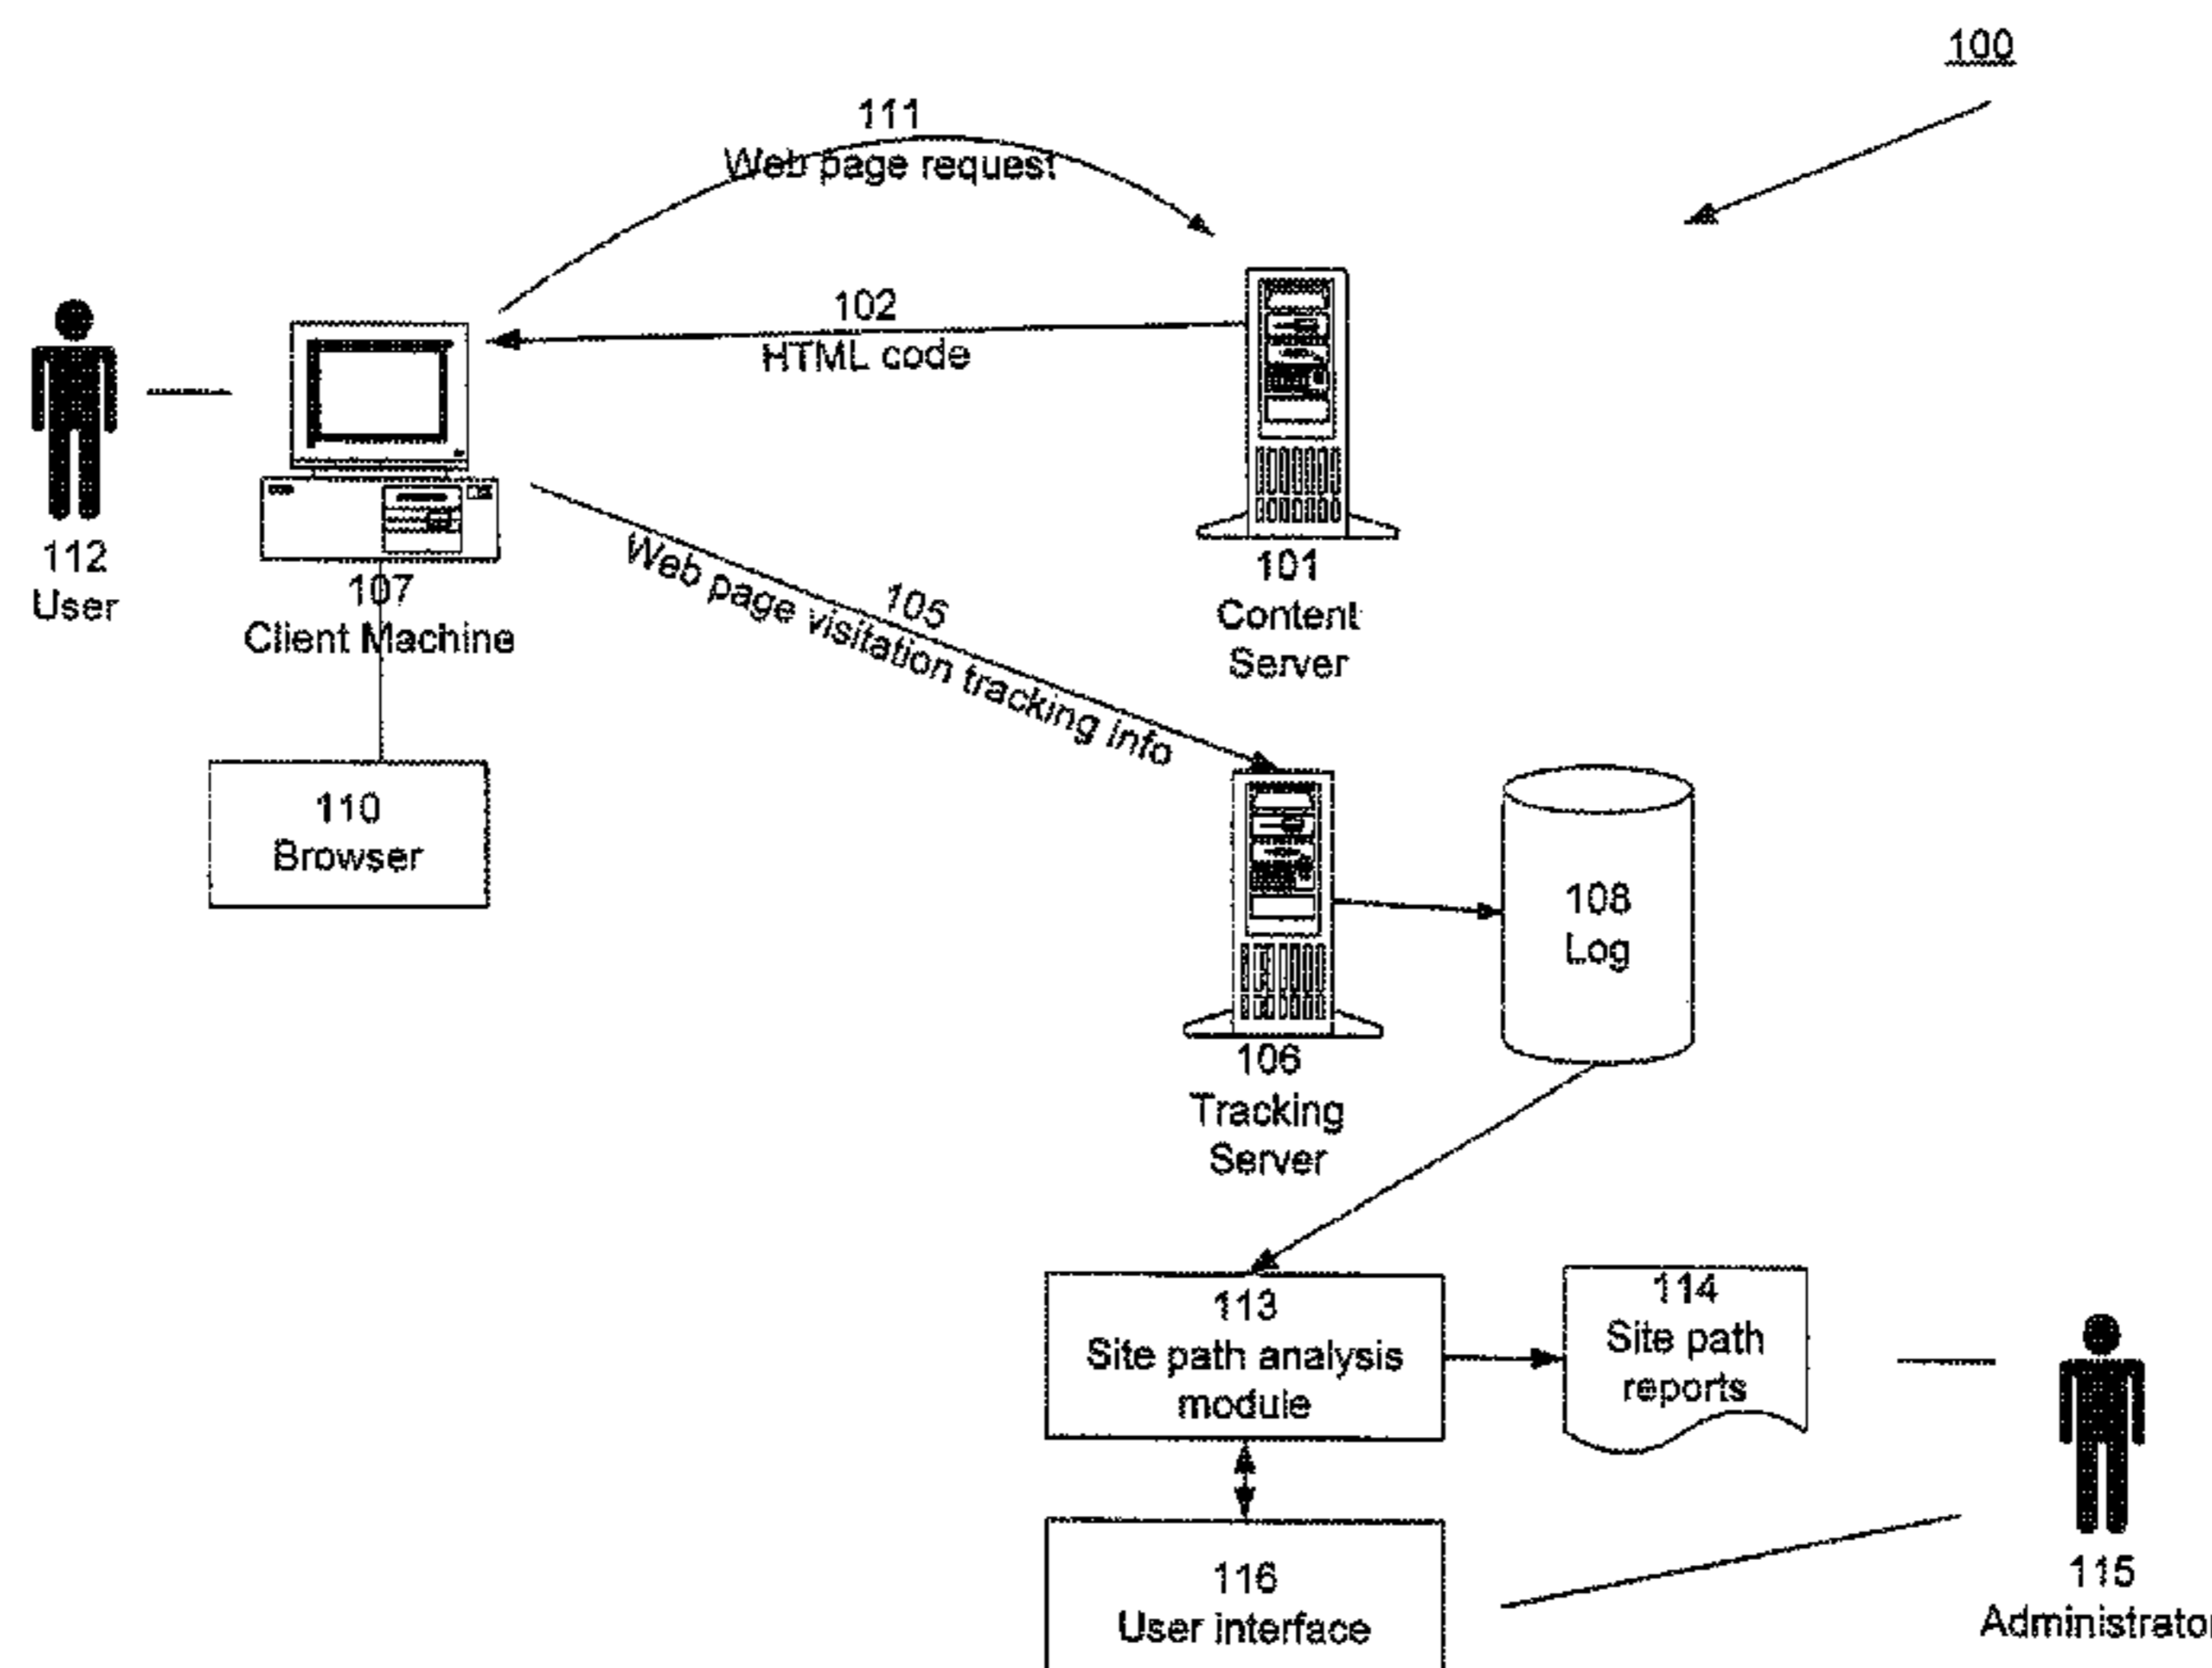 100
111
Web page request
102
HTML code
112
User
107
Client Machine
101
Content
Server
105
Web page visitation tracking info
110
Browser
108
Log
106
Tracking
Server
113
Site path analysis
module
114
Site path
reports
116
User interface
115
Administrator